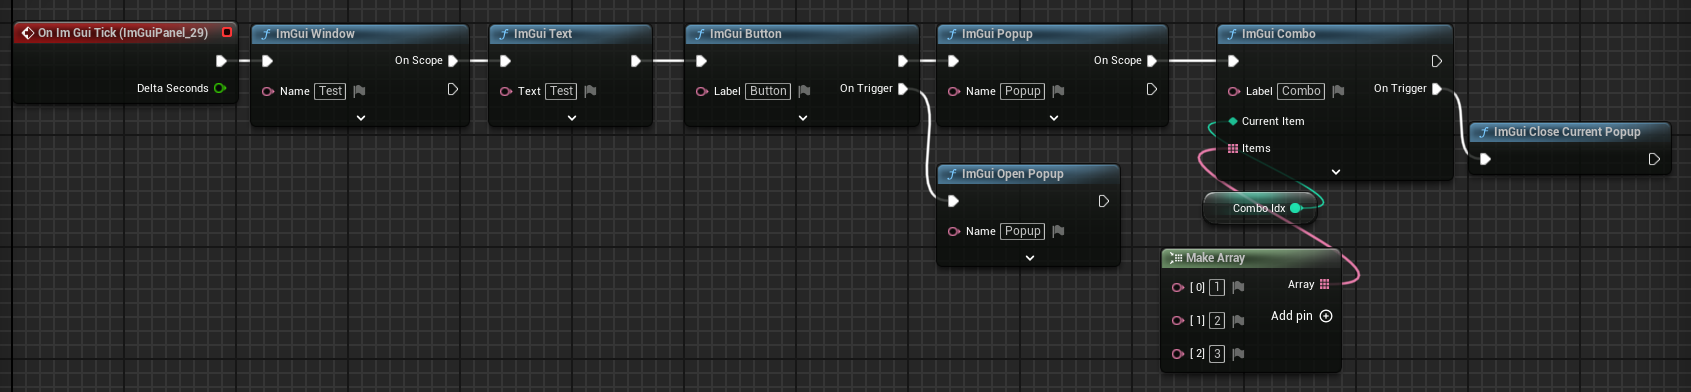 On Im Gui Tick (ImGuiPanel_29)
Delta Seconds
ImGui Window
On Scope
Name Test
ImGui Text
Text Test
ImGui Button
Label Button
On Trigger
ImGui Popup
On Scope
Name Popup
ImGui Open Popup
Name Popup
ImGui Combo
Label Combo
On Trigger
Current Item
Items
ImGui Close Current Popup
Combo Idx
Make Array
[0] 1
Array
[1] 2
Add pin
[2] 3